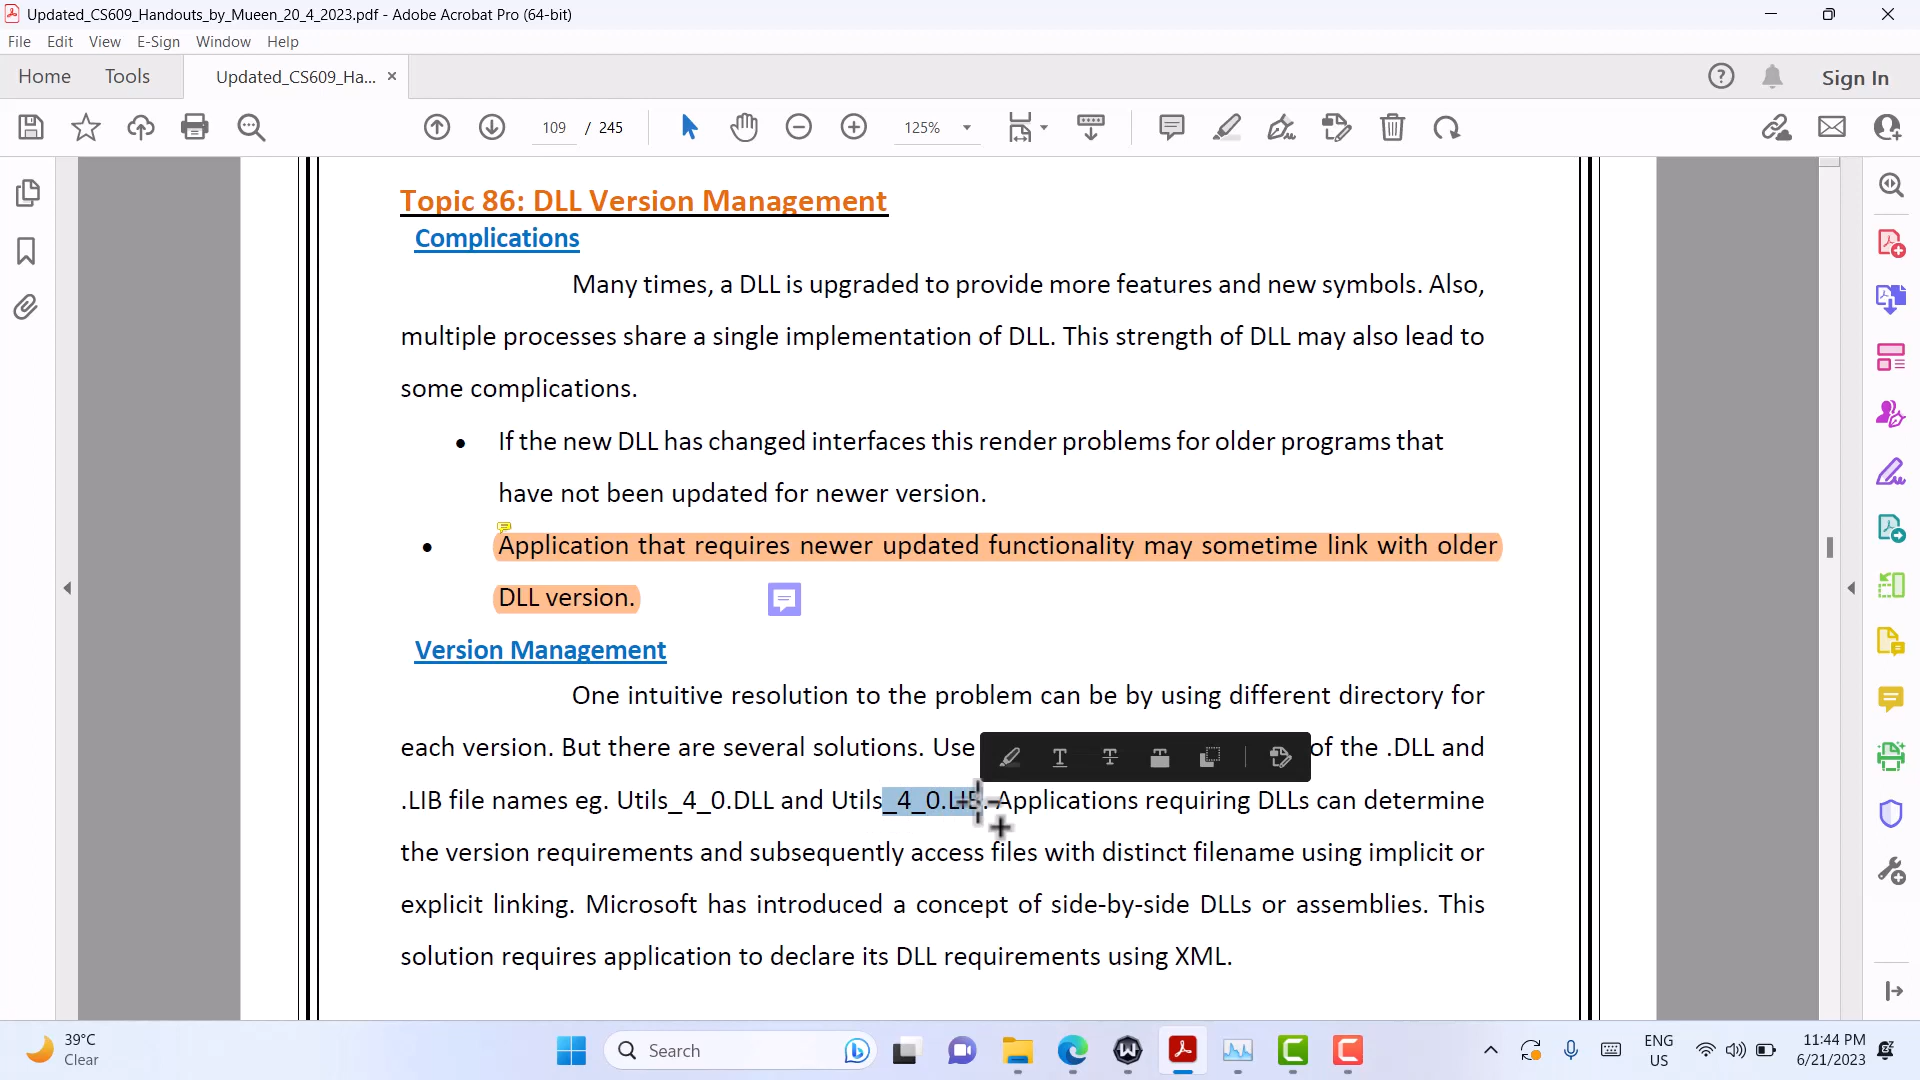 Updated_CS609_Handouts_by_Mueen_20_4_2023.pdf - Adobe Acrobat Pro (64-bit)
File Edit View E-Sign Window Help
Home Tools Updated_CS609_Ha... × Sign In
109 / 245 125%
Topic 86: DLL Version Management
Complications
Many times, a DLL is upgraded to provide more features and new symbols. Also,
multiple processes share a single implementation of DLL. This strength of DLL may also lead to
some complications.
• If the new DLL has changed interfaces this render problems for older programs that
have not been updated for newer version.
• Application that requires newer updated functionality may sometime link with older
DLL version.
Version Management
One intuitive resolution to the problem can be by using different directory for
each version. But there are several solutions. Use of the .DLL and
.LIB file names eg. Utils_4_0.DLL and Utils_4_0.LIB. Applications requiring DLLs can determine
the version requirements and subsequently access files with distinct filename using implicit or
explicit linking. Microsoft has introduced a concept of side-by-side DLLs or assemblies. This
solution requires application to declare its DLL requirements using XML.
39°C
Clear
Search
ENG
US
11:44 PM
6/21/2023